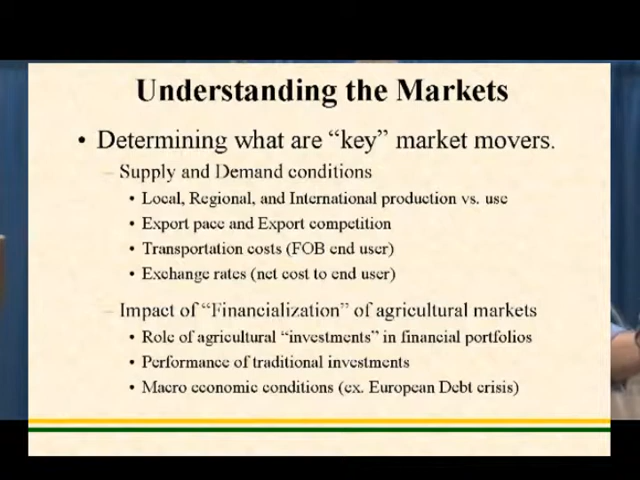 Understanding the Markets
• Determining what are “key” market movers.
– Supply and Demand conditions
• Local, Regional, and International production vs. use
• Export pace and Export competition
• Transportation costs (FOB end user)
• Exchange rates (net cost to end user)
– Impact of “Financialization” of agricultural markets
• Role of agricultural “investments” in financial portfolios
• Performance of traditional investments
• Macro economic conditions (ex. European Debt crisis)